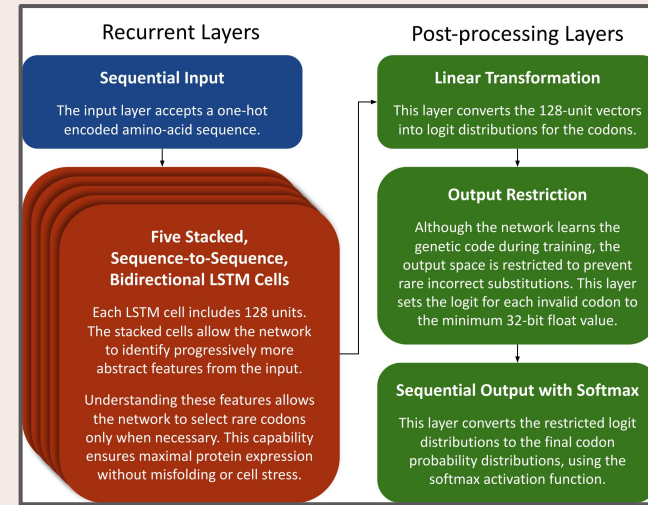 Recurrent Layers
Sequential Input
The input layer accepts a one-hot
encoded amino-acid sequence.
Five Stacked,
Sequence-to-Sequence,
Bidirectional LSTM Cells
Each LSTM cell includes 128 units.
The stacked cells allow the network
to identify progressively more
abstract features from the input.
Understanding these features allows
the network to select rare codons
only when necessary. This capability
ensures maximal protein expression
without misfolding or cell stress.
Post-processing Layers
Linear Transformation
This layer converts the 128-unit vectors
into logit distributions for the codons.
Output Restriction
Although the network learns the
genetic code during training, the
output space is restricted to prevent
rare incorrect substitutions. This layer
sets the logit for each invalid codon to
the minimum 32-bit float value.
Sequential Output with Softmax
This layer converts the restricted logit
distributions to the final codon
probability distributions, using the
softmax activation function.